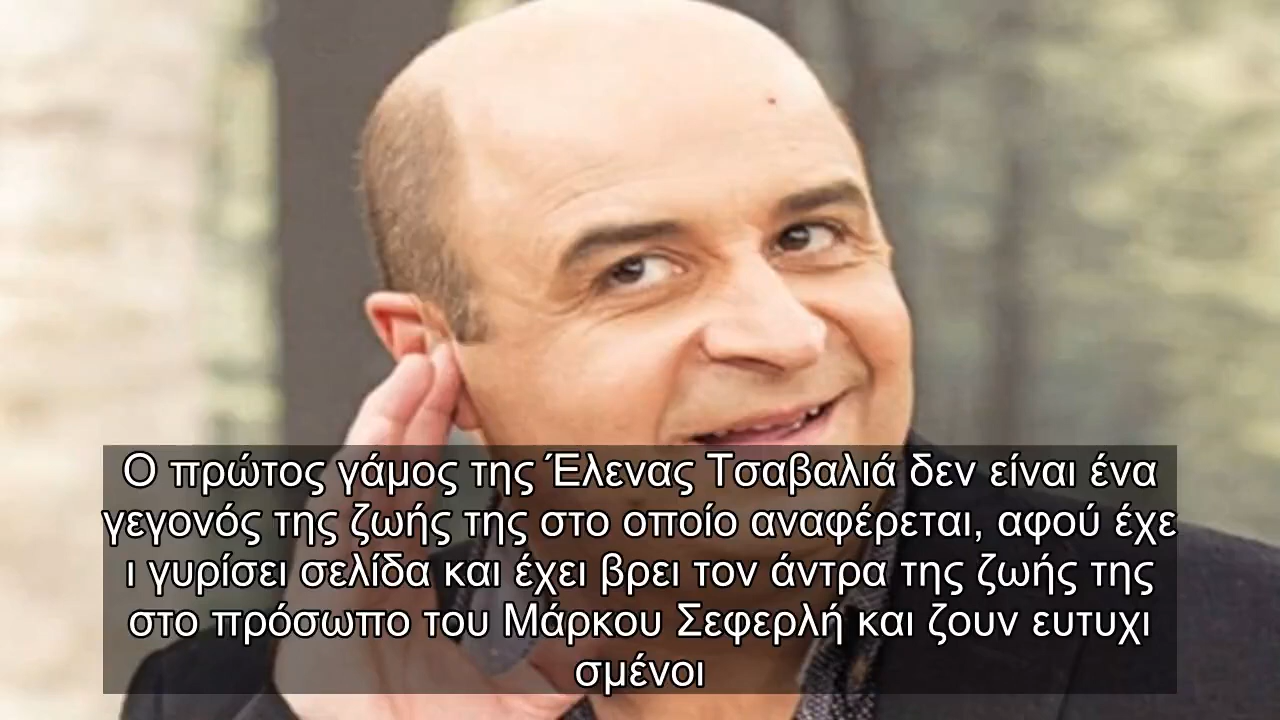 Ο πρώτος γάμος της Έλενας Τσαβαλιά δεν είναι ένα
γεγονός της ζωής της στο οποίο αναφέρεται, αφού έχε
ι γυρίσει σελίδα και έχει βρει τον άντρα της ζωής της
στο πρόσωπο του Μάρκου Σεφερλή και ζουν ευτυχι
σμένοι